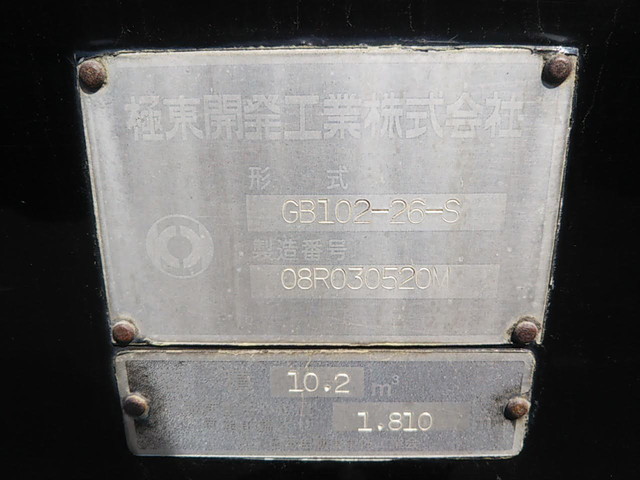 極東開発工業株式会社
形 式
GB102-26-S
製造番号
08R030520M
量 10.2 m³
1.810